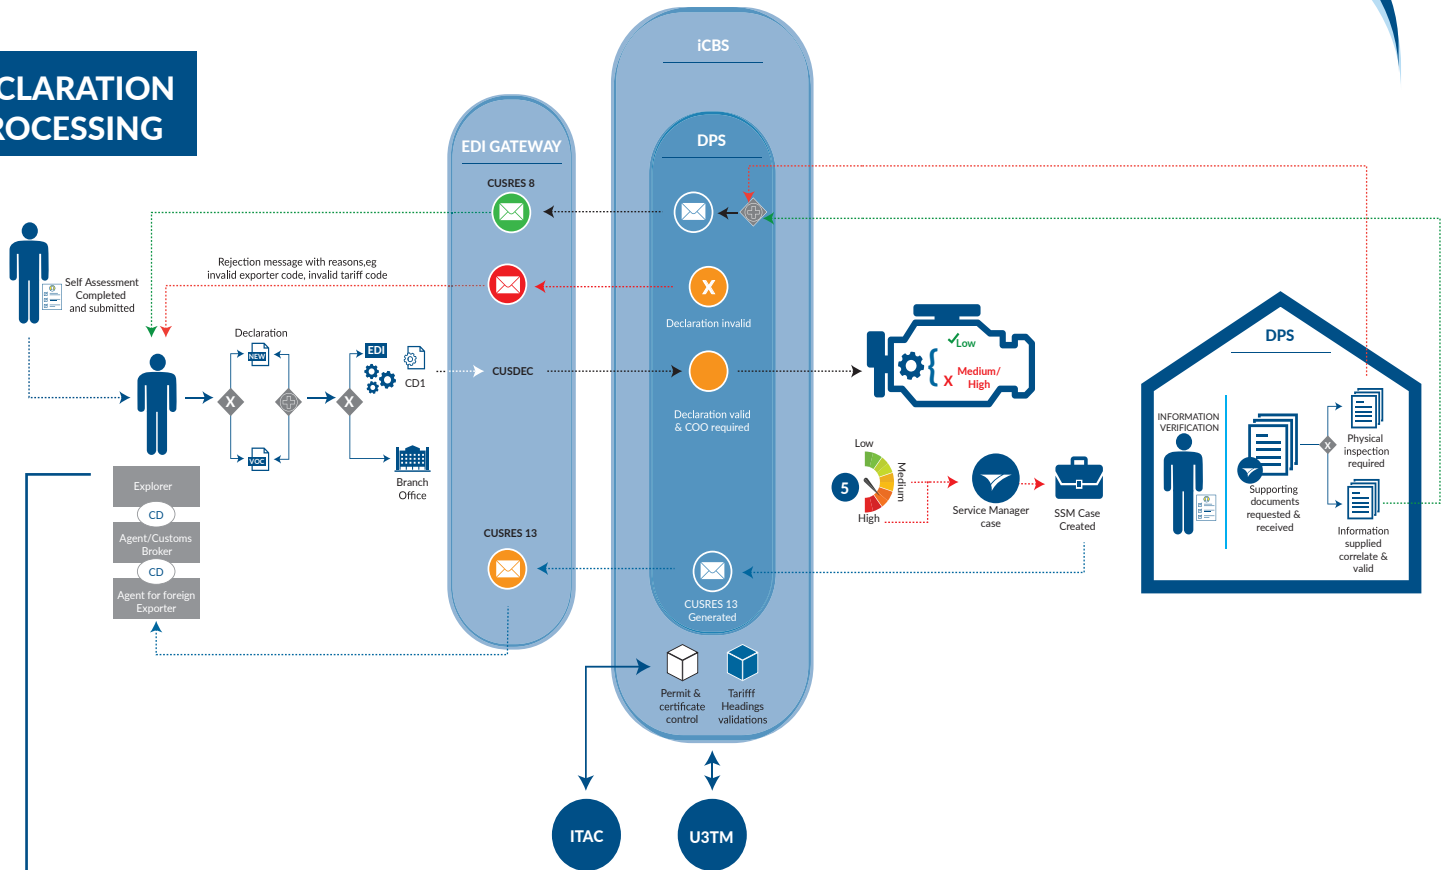 CLARATION
ROCESSING
iCBS
EDI GATEWAY
DPS
CUSRES 8
Self Assessment
Completed
and submitted
Rejection message with reasons,eg
invalid exporter code, invalid tariff code
X
Declaration invalid
Declaration
NEW
X
VOC
X
EDI
CD1
Branch
Office
CUSDEC
Declaration valid
& COO required
Low
X Medium/
High
Low
Medium
High
5
Service Manager
case
SSM Case
Created
Explorer
CD
Agent/Customs
Broker
CD
Agent for foreign
Exporter
CUSRES 13
CUSRES 13
Generated
Permit &
certificate
control
Tarifff
Headings
validations
ITAC
U3TM
DPS
INFORMATION
VERIFICATION
Supporting
documents
requested &
received
X
Physical
inspection
required
Information
supplied
correlate &
valid